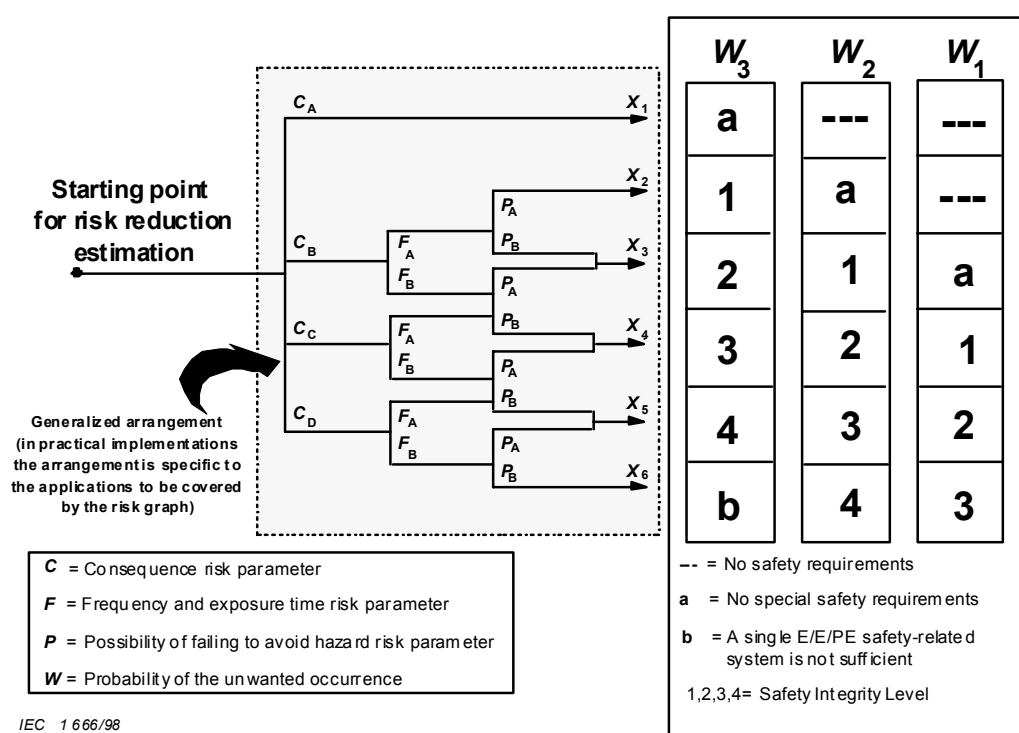 W3 W2 W1
CA X1
a --- ---
Starting point
for risk reduction
estimation
X2
PA
1 a ---
CB FA PB X3
FB PA
2 1 a
CC FA PB X4
FB PA
3 2 1
Generalized arrangement
(in practical implementations
the arrangement is specific to
the applications to be covered
by the risk graph)
CD FA PB X5
FB PA
4 3 2
PB X6
b 4 3
C = Consequence risk parameter
F = Frequency and exposure time risk parameter
P = Possibility of failing to avoid hazard risk parameter
W = Probability of the unwanted occurrence
--- = No safety requirements
a = No special safety requirements
b = A single E/E/PE safety-related
system is not sufficient
1,2,3,4= Safety Integrity Level
IEC 1 666/98